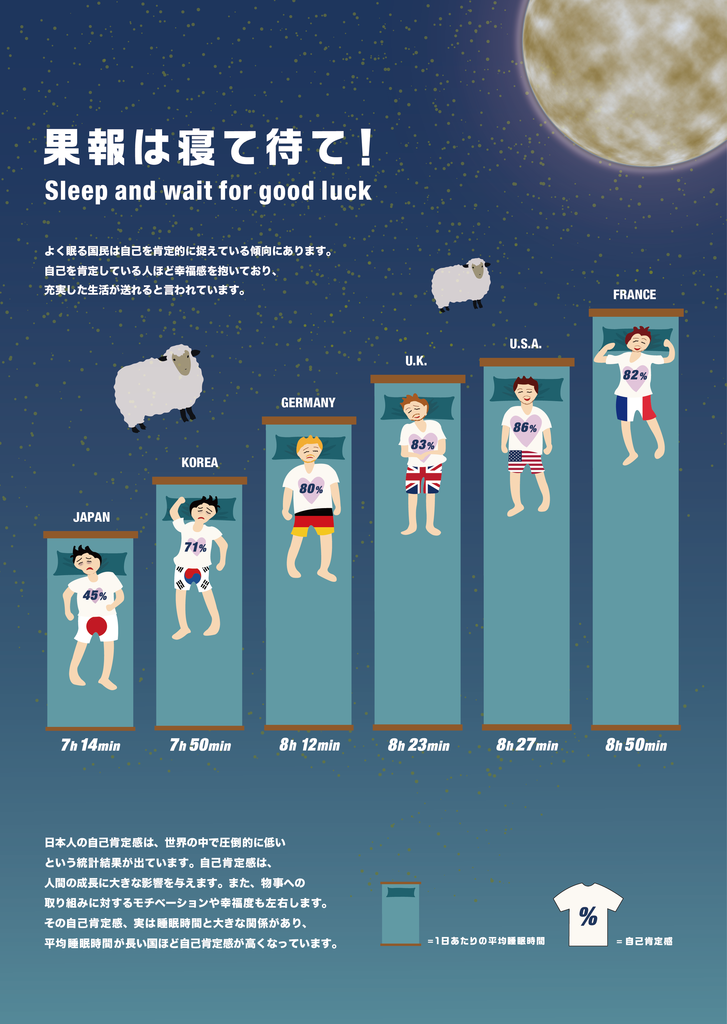 果報は寝て待て!
Sleep and wait for good luck
よく眠る国民は自己を肯定的に捉えている傾向にあります。
自己を肯定している人ほど幸福感を抱いており、
充実した生活が送れると言われています。
FRANCE
U.S.A.
U.K.
GERMANY
KOREA
JAPAN
82%
86%
83%
80%
71%
45%
7h 14min
7h 50min
8h 12min
8h 23min
8h 27min
8h 50min
日本人の自己肯定感は、世界の中で圧倒的に低い
という統計結果が出ています。自己肯定感は、
人間の成長に大きな影響を与えます。また、物事への
取り組みに対するモチベーションや幸福度も左右します。
その自己肯定感、実は睡眠時間と大きな関係があり、
平均睡眠時間が長い国ほど自己肯定感が高くなっています。
=1日あたりの平均睡眠時間
%
=自己肯定感